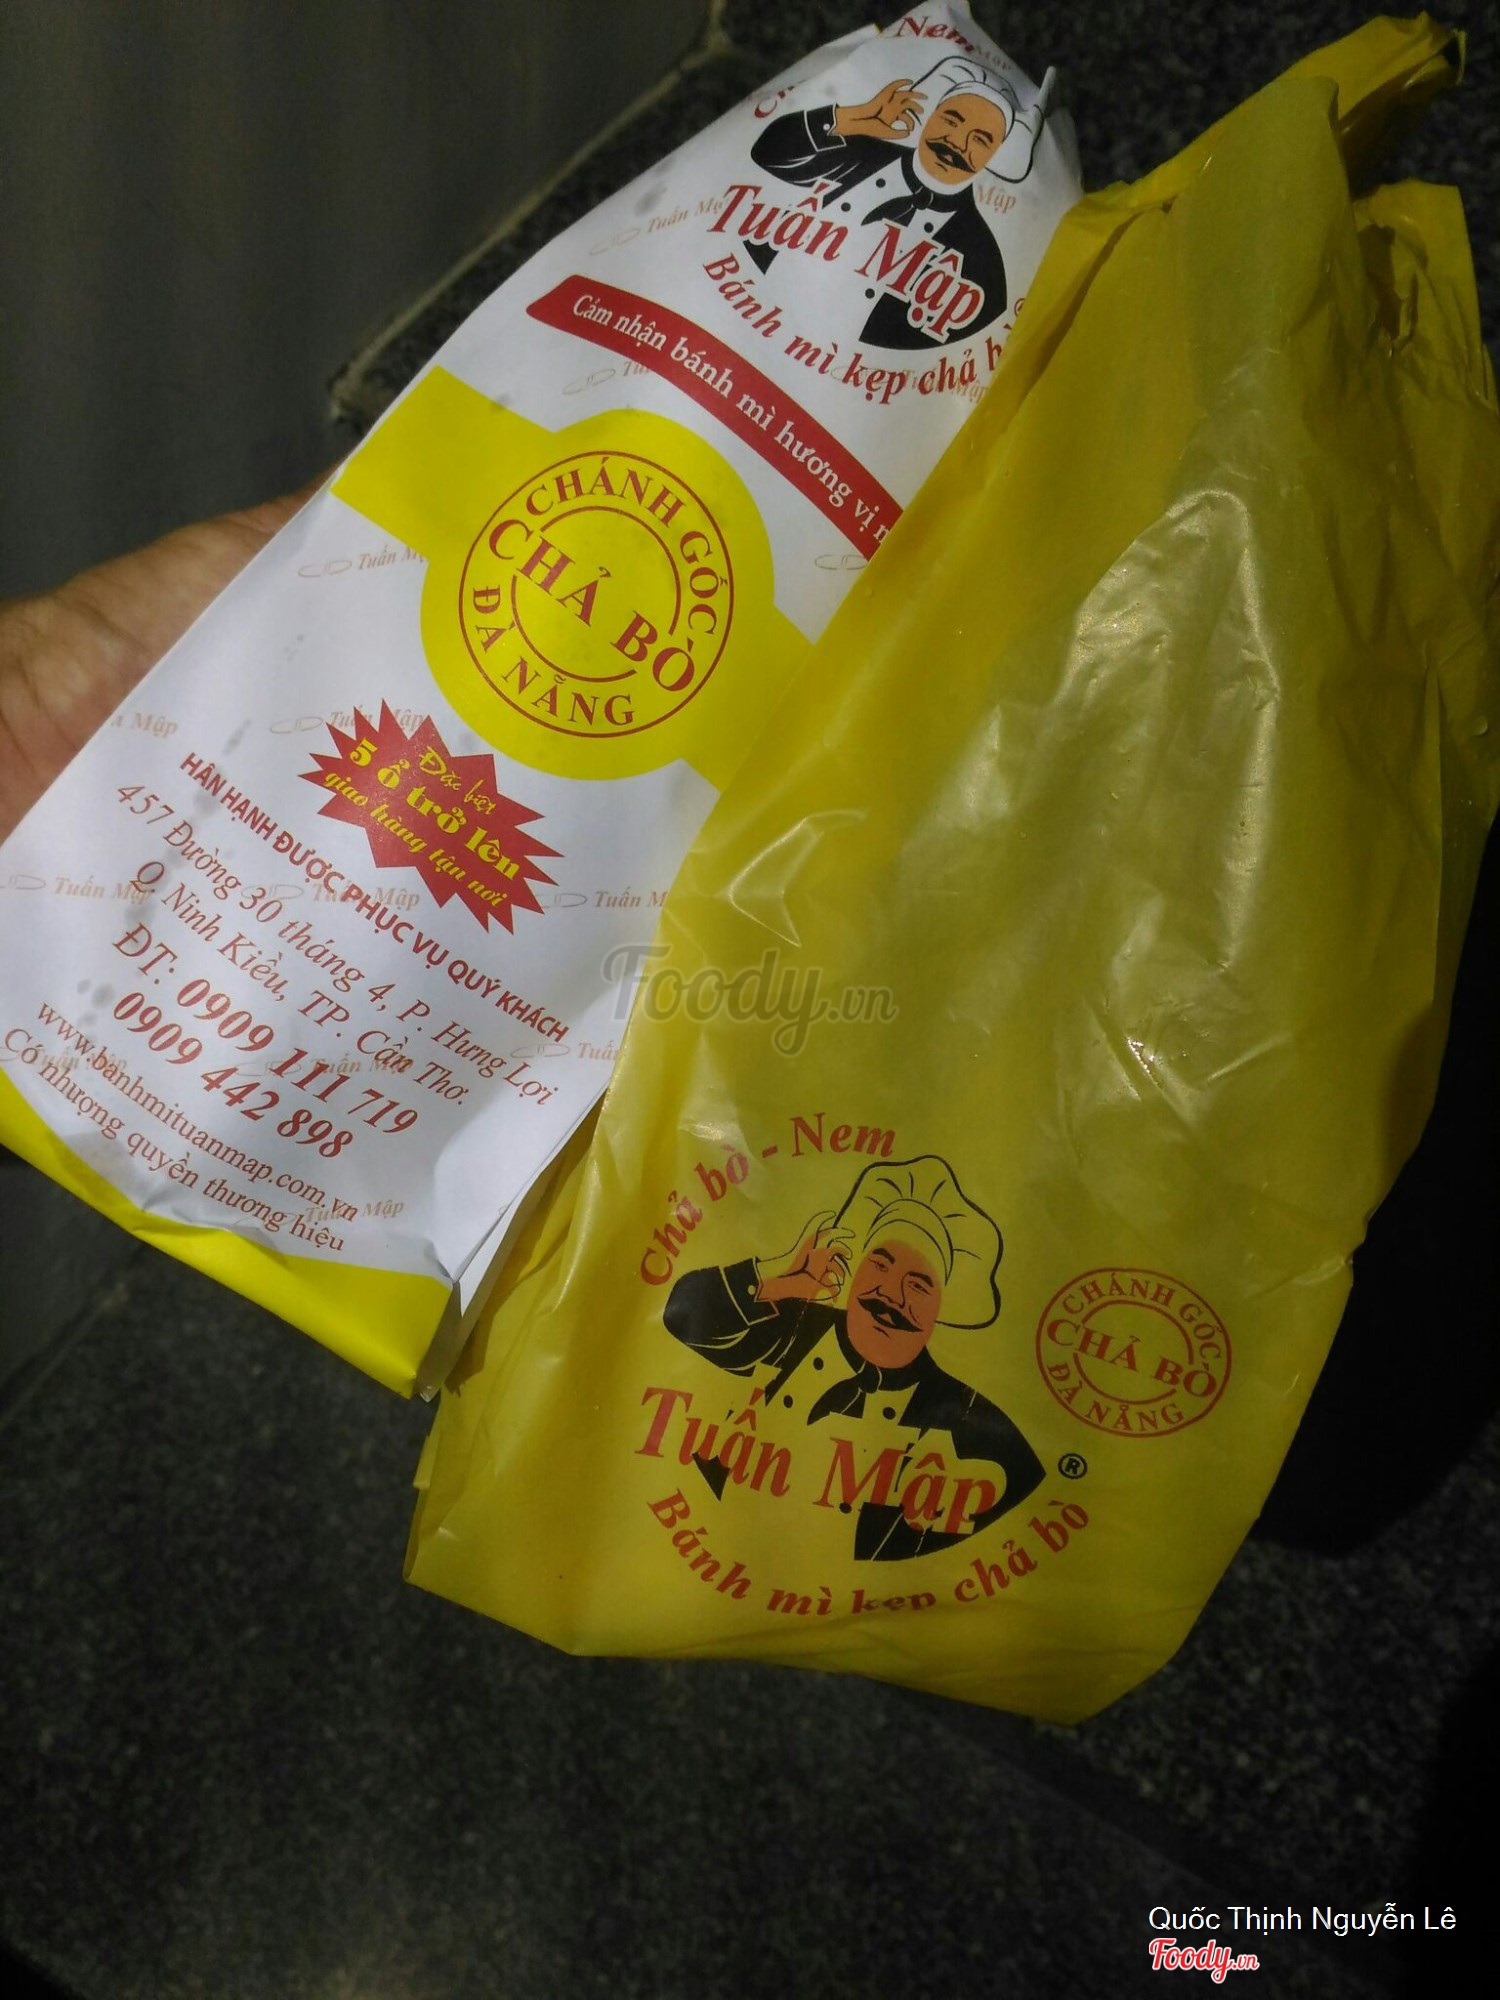 Nem
Tuấn Mập
Bánh mì kẹp chả
Cảm nhận bánh mì hương vị
CHÁNH GỐC
CHẢ BÒ
ĐÀ NẴNG
Đặc biệt
5 ổ trở lên
giao hàng tận nơi
HÂN HẠNH ĐƯỢC PHỤC VỤ QUÝ KHÁCH
457 Đường 30 tháng 4, P. Hưng Lợi
Q. Ninh Kiều, TP. Cần Thơ.
ĐT: 0909 111 719
0909 442 898
www.banhmituanmap.com.vn
Có nhượng quyền thương hiệu
Foody.vn
Chả bò - Nem
Tuấn Mập ®
Bánh mì kẹp chả bò
CHÁNH GỐC
CHẢ BÒ
ĐÀ NẴNG
Quốc Thịnh Nguyễn Lê
Foody.vn